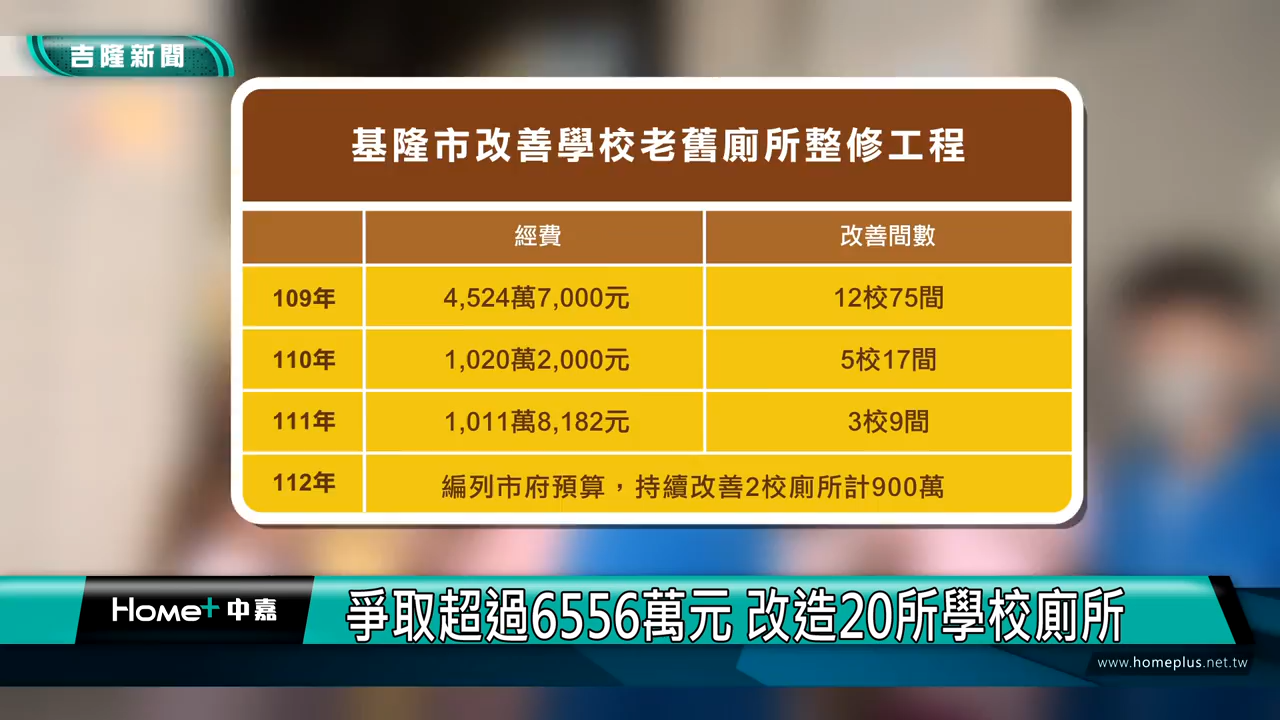 吉隆新聞
基隆市改善學校老舊廁所整修工程
經費 改善間數
109年 4,524萬7,000元 12校75間
110年 1,020萬2,000元 5校17間
111年 1,011萬8,182元 3校9間
112年 編列市府預算，持續改善2校廁所計900萬
Home+中嘉 爭取超過6556萬元 改造20所學校廁所
www.homeplus.net.tw